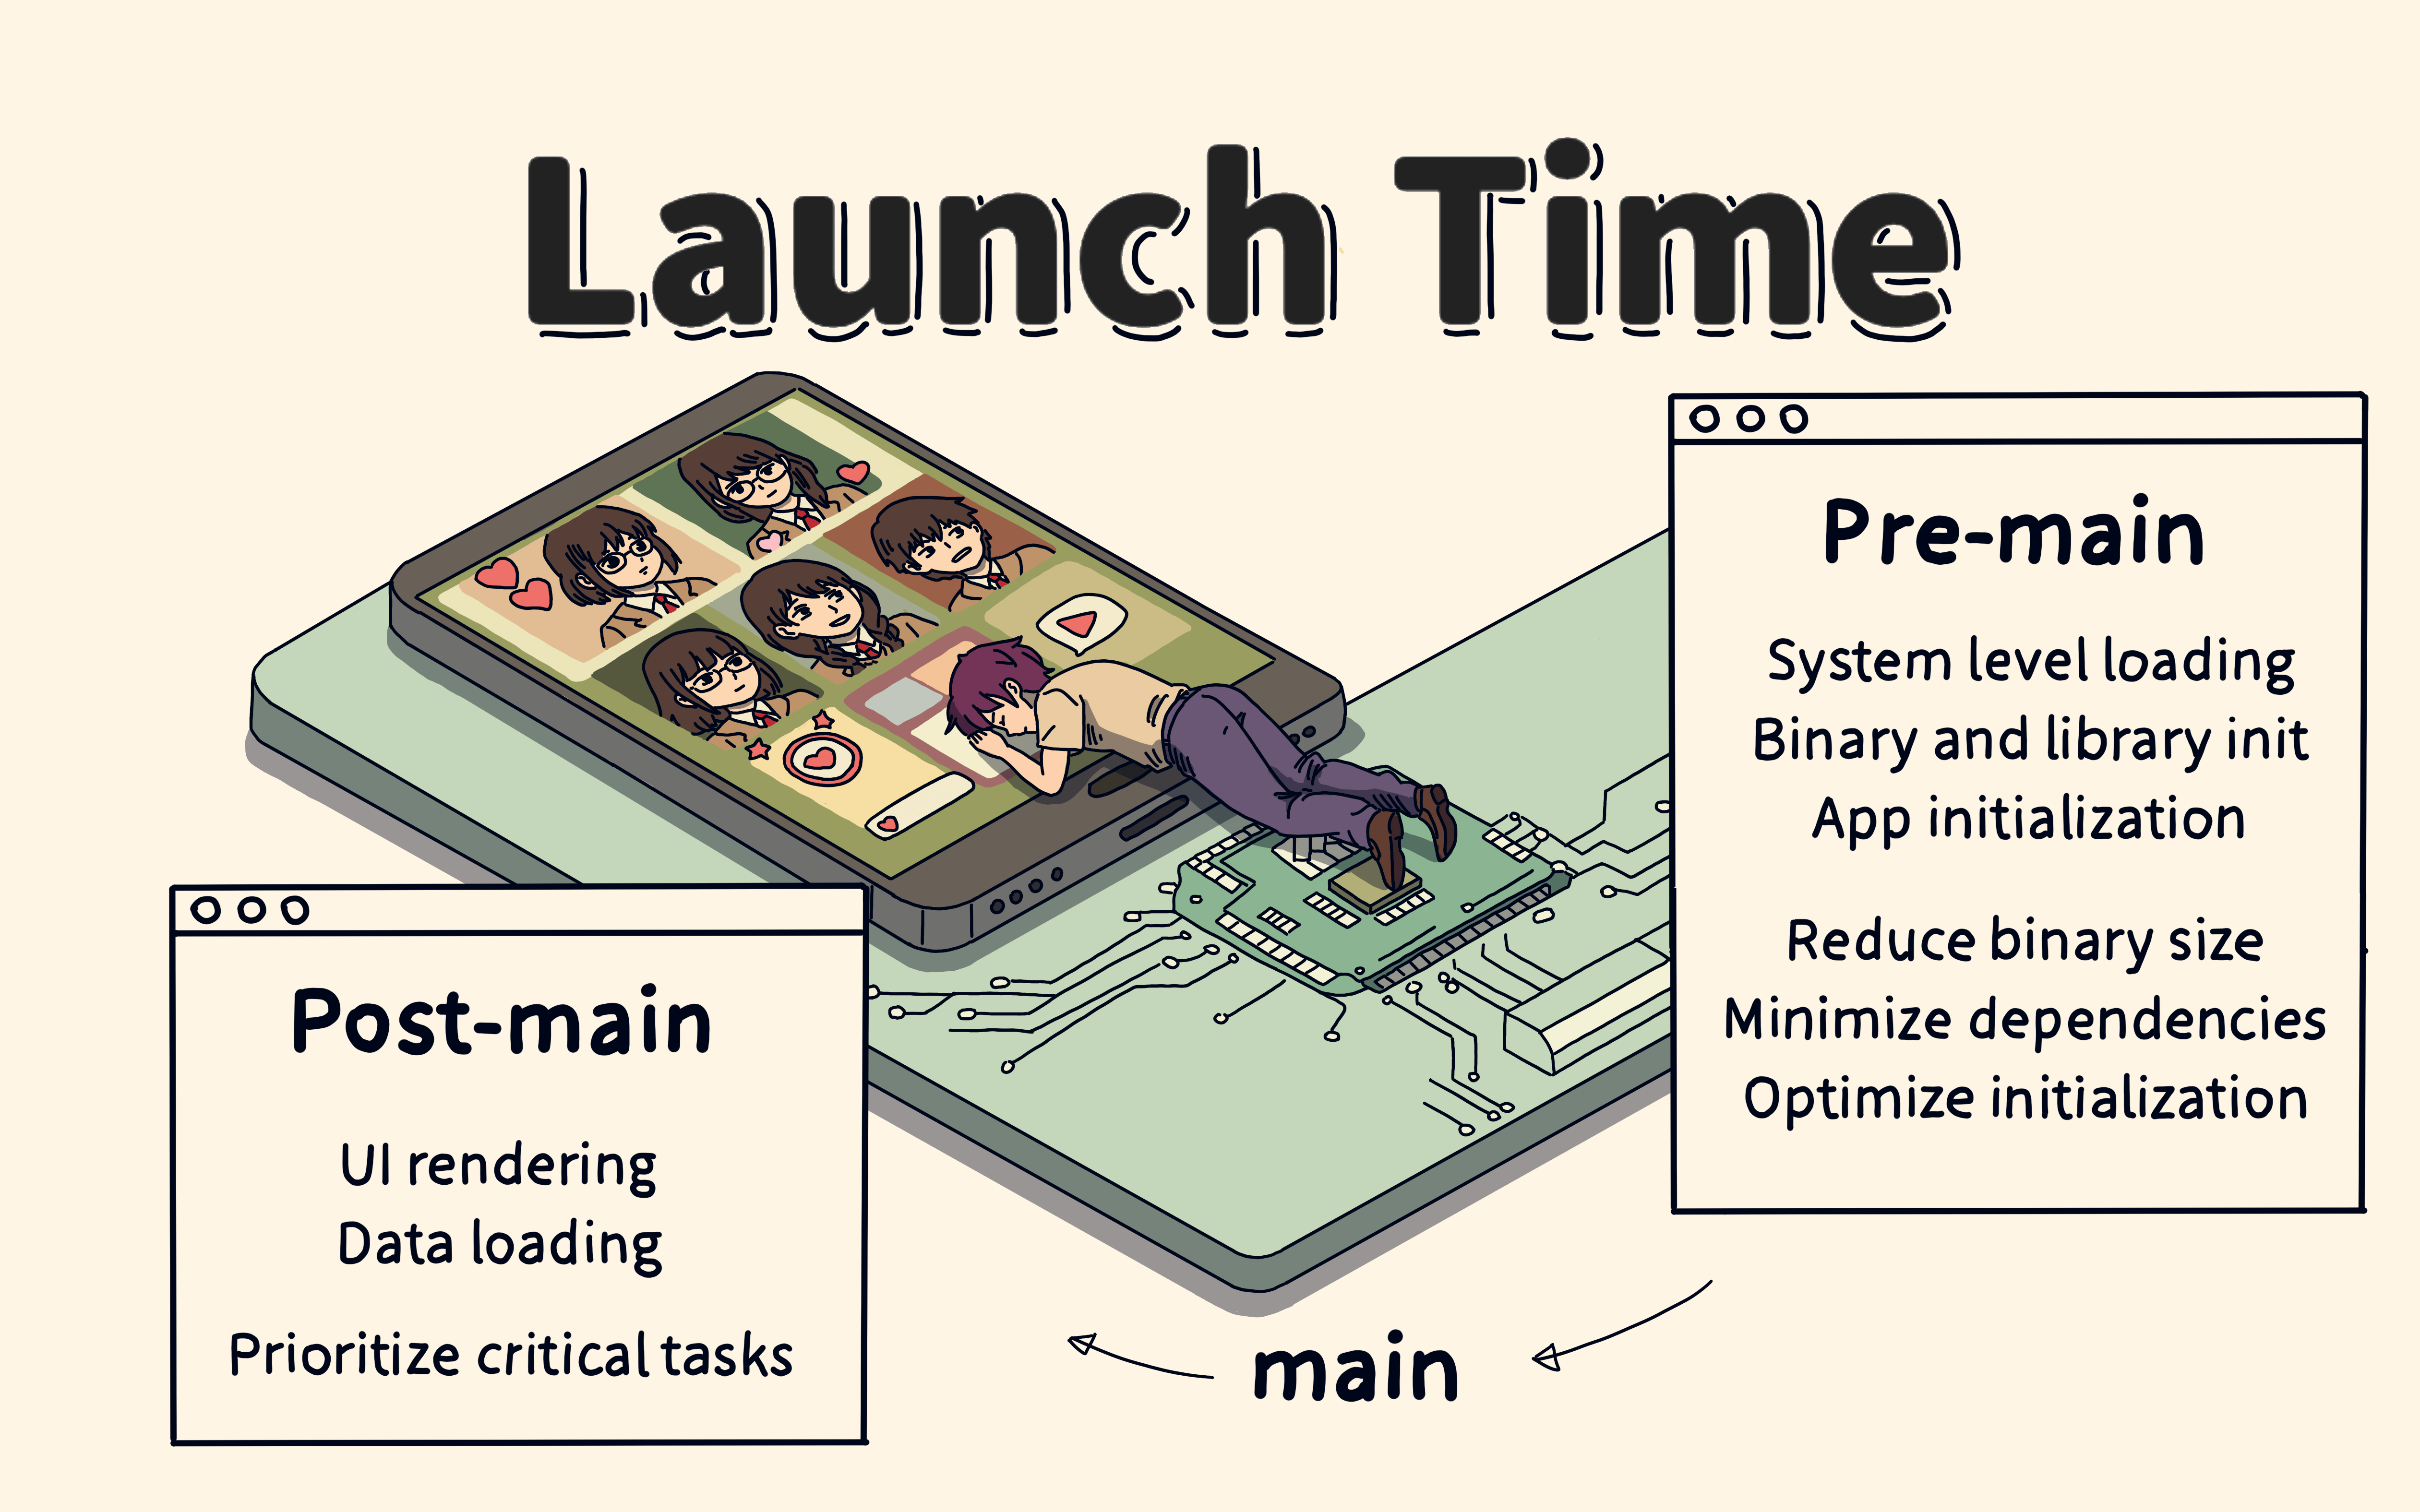 Launch Time
Pre-main
System level loading
Binary and library init
App initialization
Reduce binary size
Minimize dependencies
Optimize initialization
main
Post-main
UI rendering
Data loading
Prioritize critical tasks